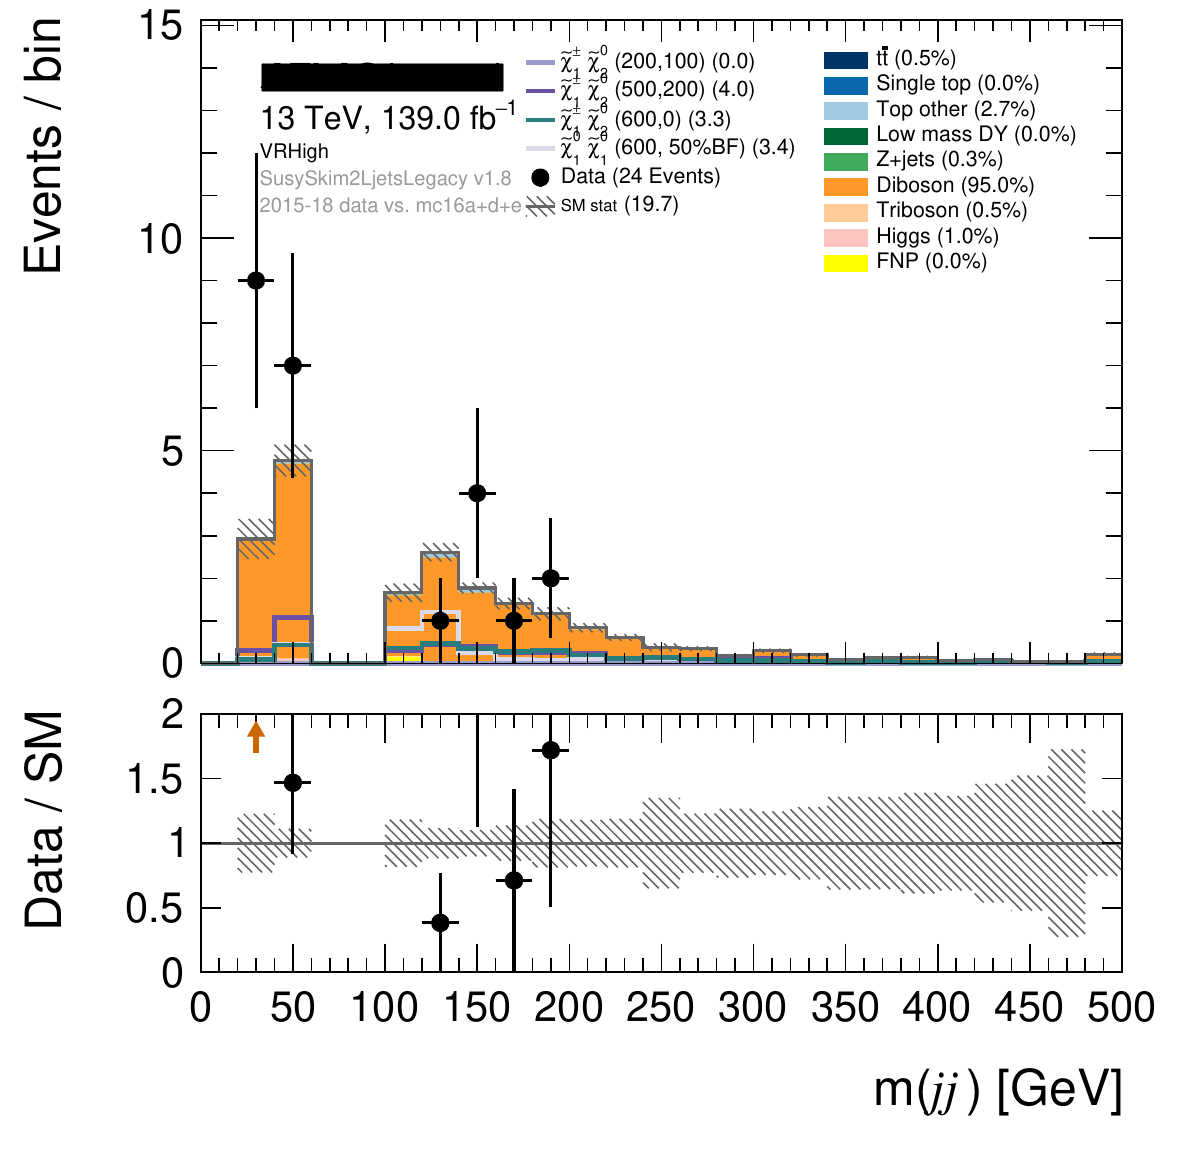 Events / bin
15
10
5
0
13 TeV, 139.0 fb⁻¹
VRHigh
SusySkim2LjetsLegacy v1.8
2015-18 data vs. mc16a+d+e
χ̃₁± χ̃₂⁰ (200,100) (0.0)
χ̃₁± χ̃₂⁰ (500,200) (4.0)
χ̃₁± χ̃₂⁰ (600,0) (3.3)
χ̃₁⁰ χ̃₁⁰ (600, 50%BF) (3.4)
Data (24 Events)
SM stat (19.7)
tt̄ (0.5%)
Single top (0.0%)
Top other (2.7%)
Low mass DY (0.0%)
Z+jets (0.3%)
Diboson (95.0%)
Triboson (0.5%)
Higgs (1.0%)
FNP (0.0%)
Data / SM
2
1.5
1
0.5
0
0 50 100 150 200 250 300 350 400 450 500
m(jj) [GeV]